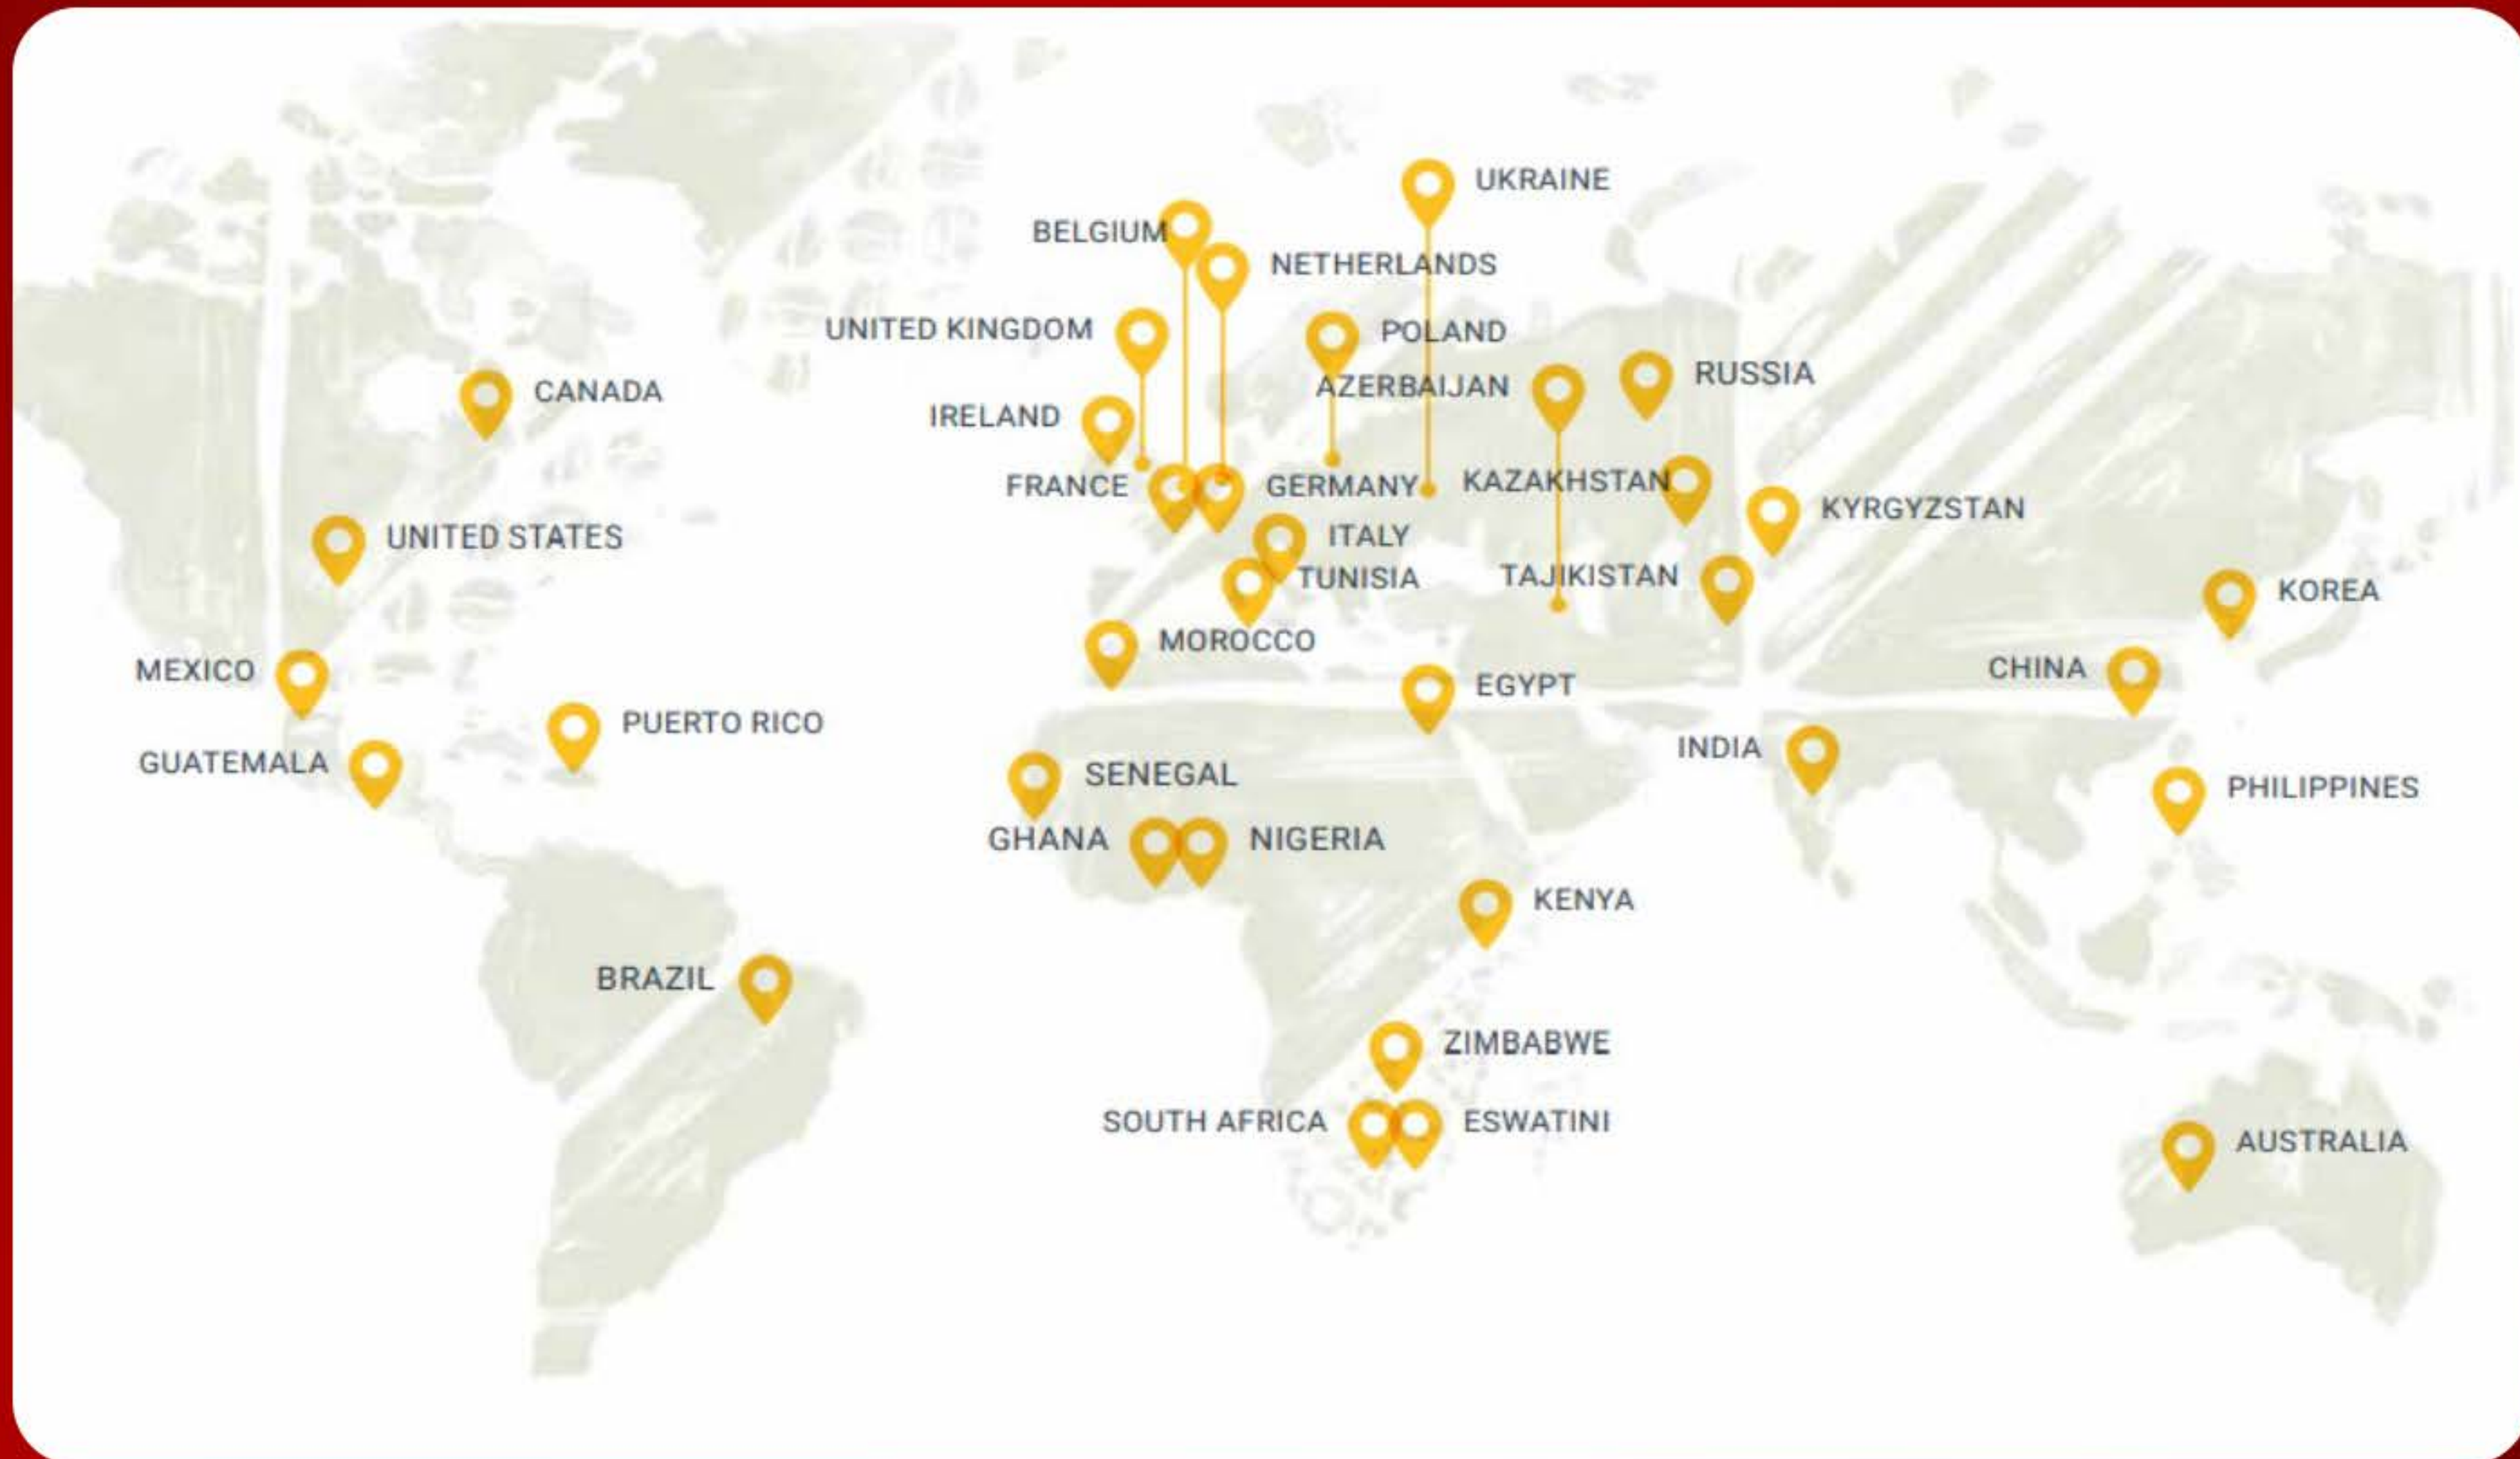 UKRAINE
BELGIUM
NETHERLANDS
UNITED KINGDOM
POLAND
RUSSIA
AZERBAIJAN
CANADA
IRELAND
KAZAKHSTAN
FRANCE
GERMANY
KYRGYZSTAN
UNITED STATES
ITALY
TUNISIA
TAJIKISTAN
KOREA
MOROCCO
CHINA
MEXICO
EGYPT
PUERTO RICO
INDIA
GUATEMALA
SENEGAL
PHILIPPINES
GHANA
NIGERIA
KENYA
BRAZIL
ZIMBABWE
SOUTH AFRICA
ESWATINI
AUSTRALIA